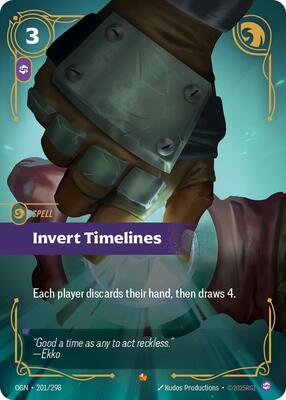 3
SPELL
Invert Timelines
Each player discards their hand, then draws 4.
"Good a time as any to act reckless."
—Ekko
OGN • 201/298
Kudos Productions • ©2025RGI